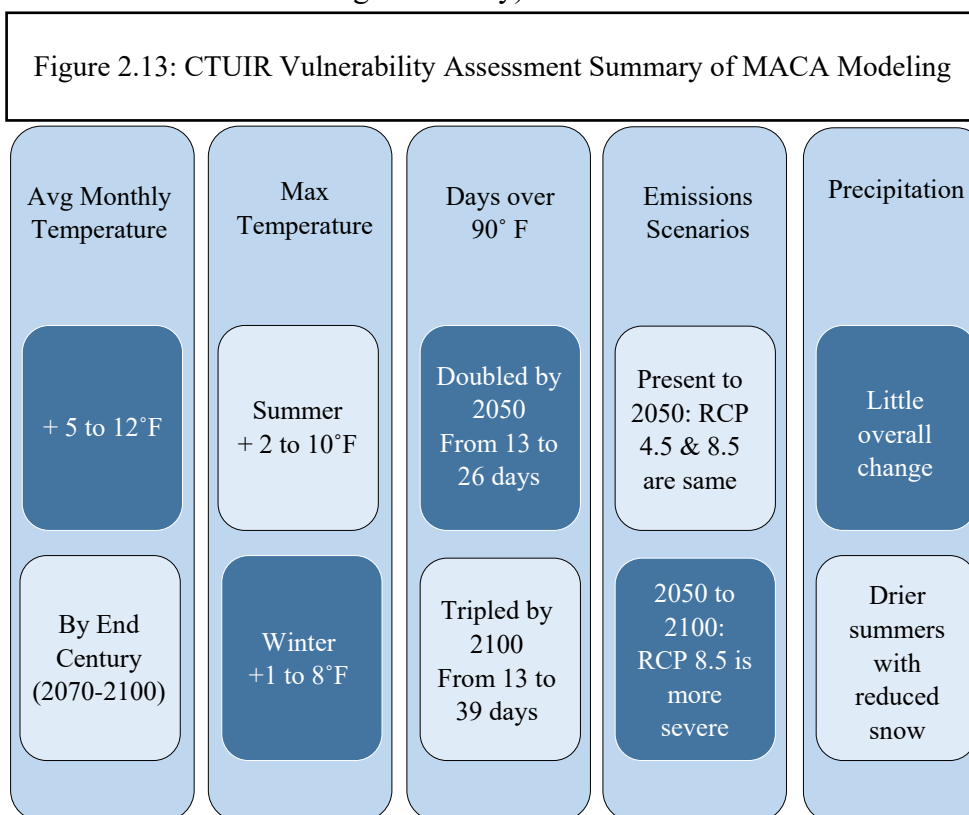 Figure 2.13: CTUIR Vulnerability Assessment Summary of MACA Modeling
Avg Monthly
Temperature
+ 5 to 12˚F
By End
Century
(2070-2100)
Max
Temperature
Summer
+ 2 to 10˚F
Winter
+1 to 8˚F
Days over
90˚ F
Doubled by
2050
From 13 to
26 days
Tripled by
2100
From 13 to
39 days
Emissions
Scenarios
Present to
2050: RCP
4.5 & 8.5
are same
2050 to
2100:
RCP 8.5 is
more
severe
Precipitation
Little
overall
change
Drier
summers
with
reduced
snow